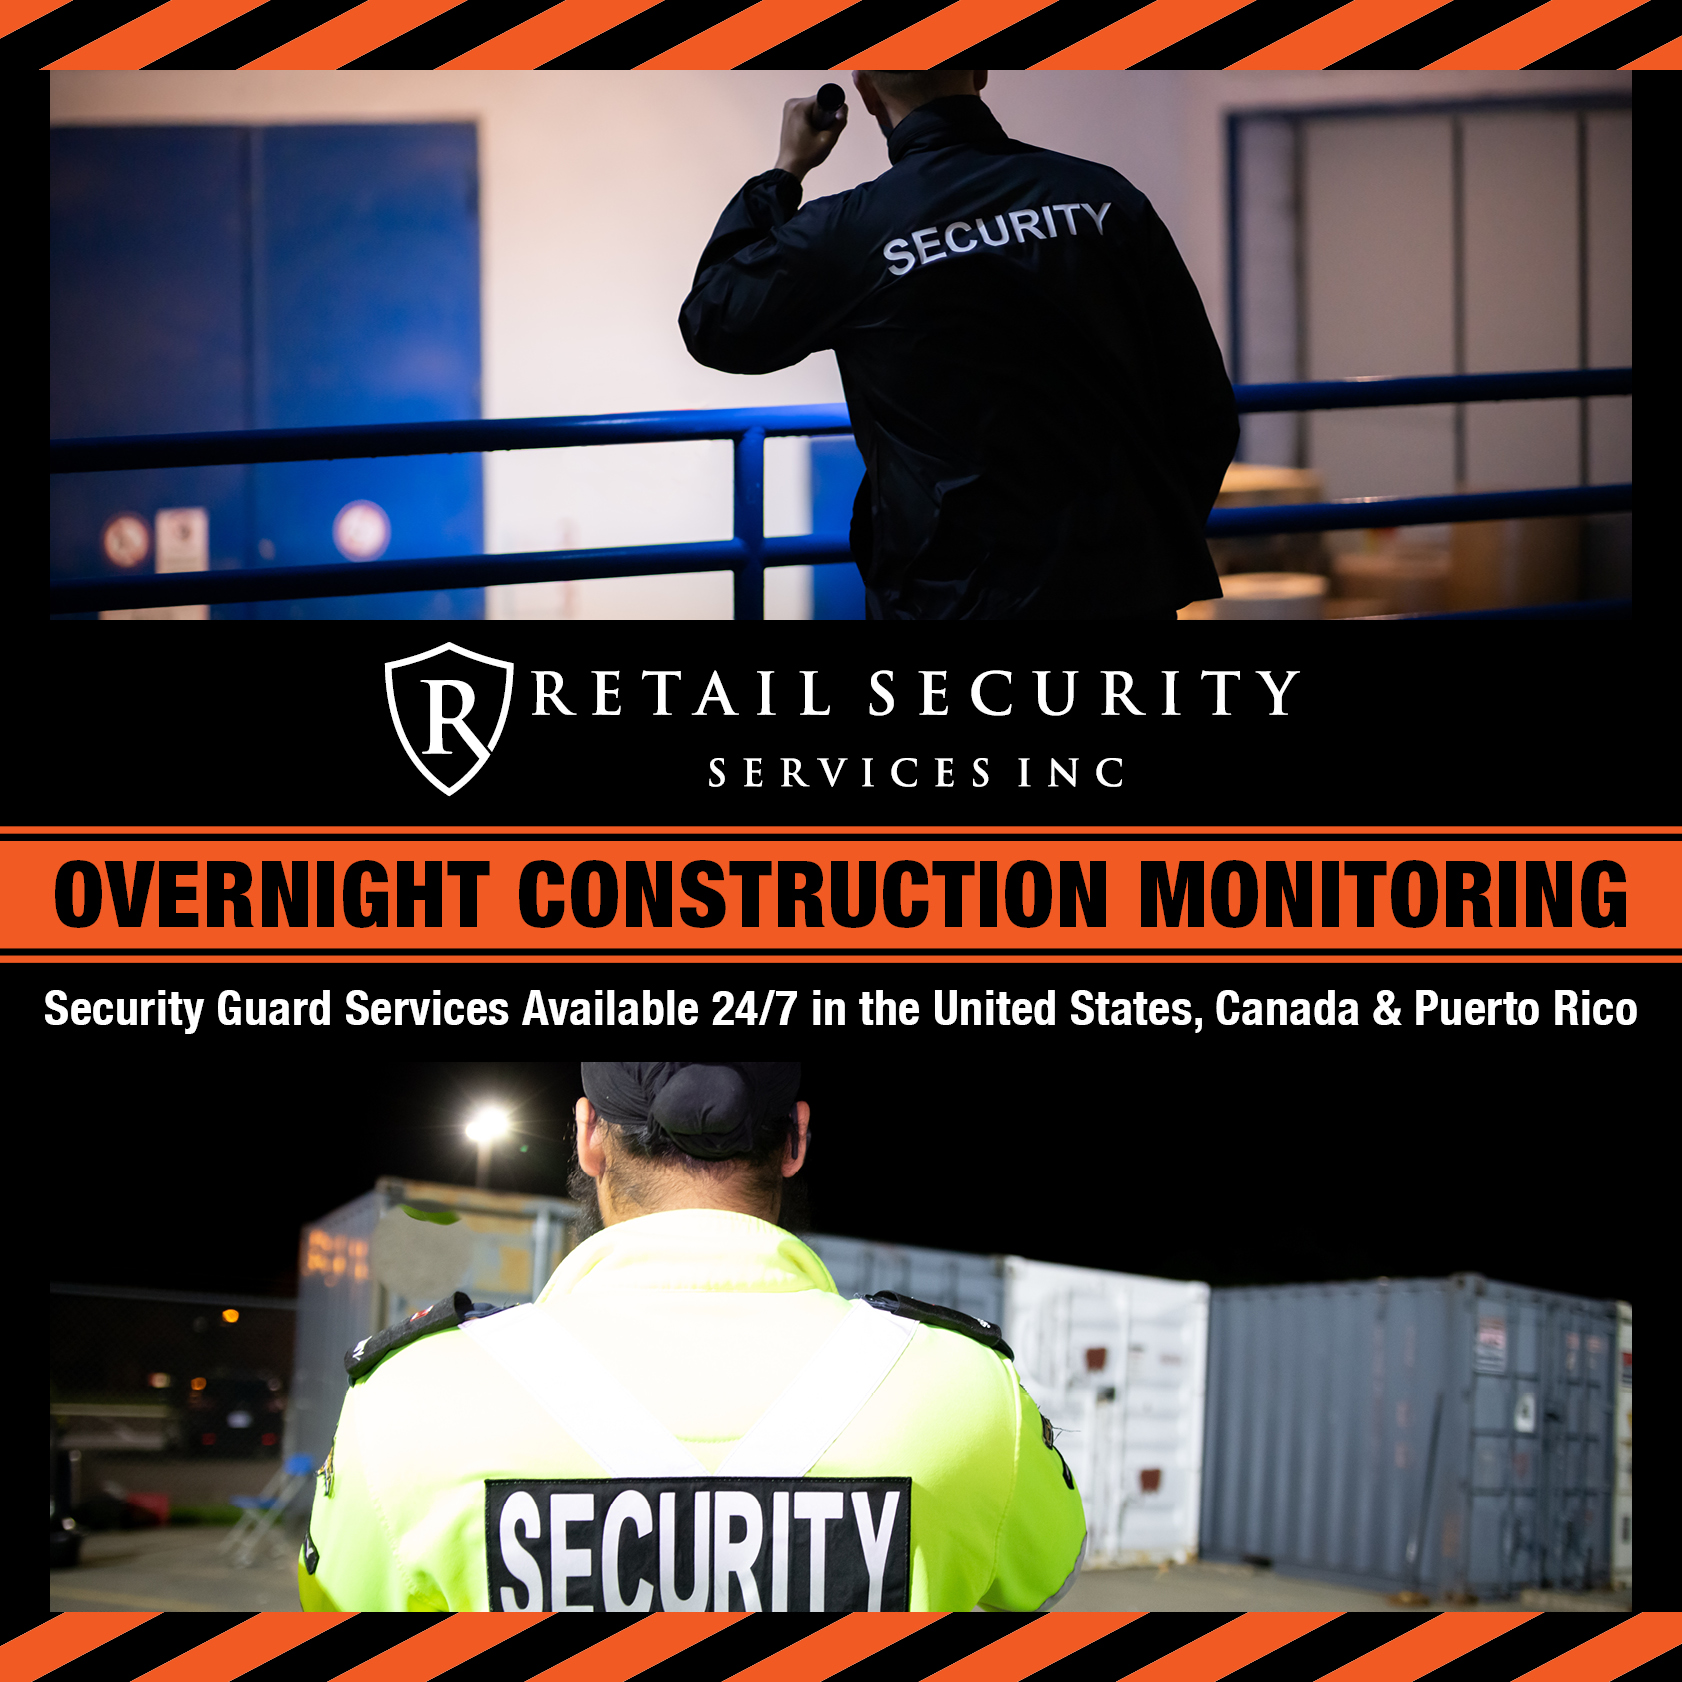 SECURITY
R
RETAIL SECURITY
SERVICES INC
OVERNIGHT CONSTRUCTION MONITORING
Security Guard Services Available 24/7 in the United States, Canada & Puerto Rico
SECURITY